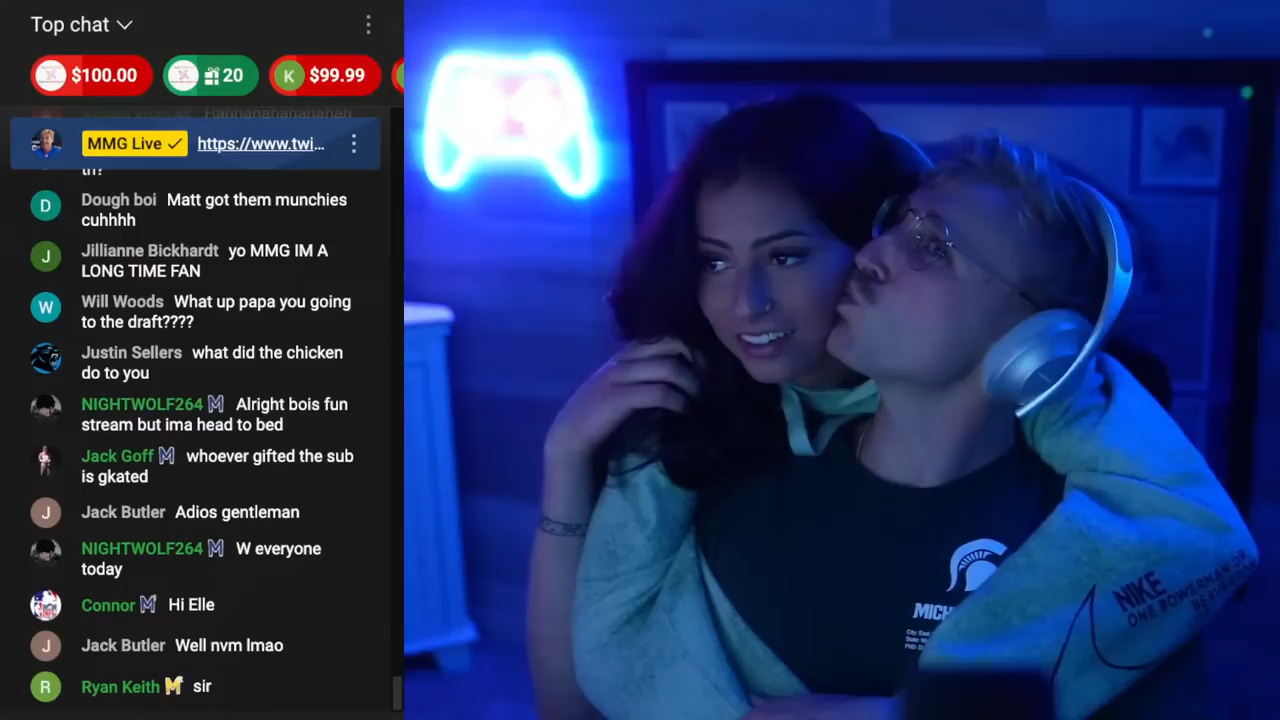 Top chat
$100.00
20
K
$99.99
Hahhahahahahahah
MMG Live
https://www.twi...
th?
D
Dough boi Matt got them munchies
cuhhhh
J
Jillianne Bickhardt yo MMG IM A
LONG TIME FAN
W
Will Woods What up papa you going
to the draft????
Justin Sellers what did the chicken
do to you
NIGHTWOLF264 Alright bois fun
stream but ima head to bed
Jack Goff whoever gifted the sub
is gkated
J
Jack Butler Adios gentleman
NIGHTWOLF264 W everyone
today
Connor Hi Elle
J
Jack Butler Well nvm lmao
R
Ryan Keith sir
NIKE